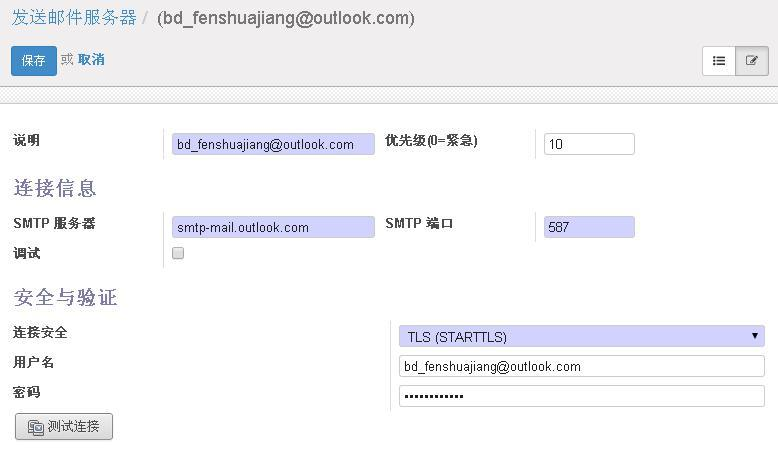 发送邮件服务器 / (bd_fenshuajiang@outlook.com)
保存 或 取消
说明 bd_fenshuajiang@outlook.com 优先级(0=紧急) 10
连接信息
SMTP 服务器 smtp-mail.outlook.com SMTP 端口 587
调试
安全与验证
连接安全 TLS (STARTTLS)
用户名 bd_fenshuajiang@outlook.com
密码 ••••••••••••
测试连接